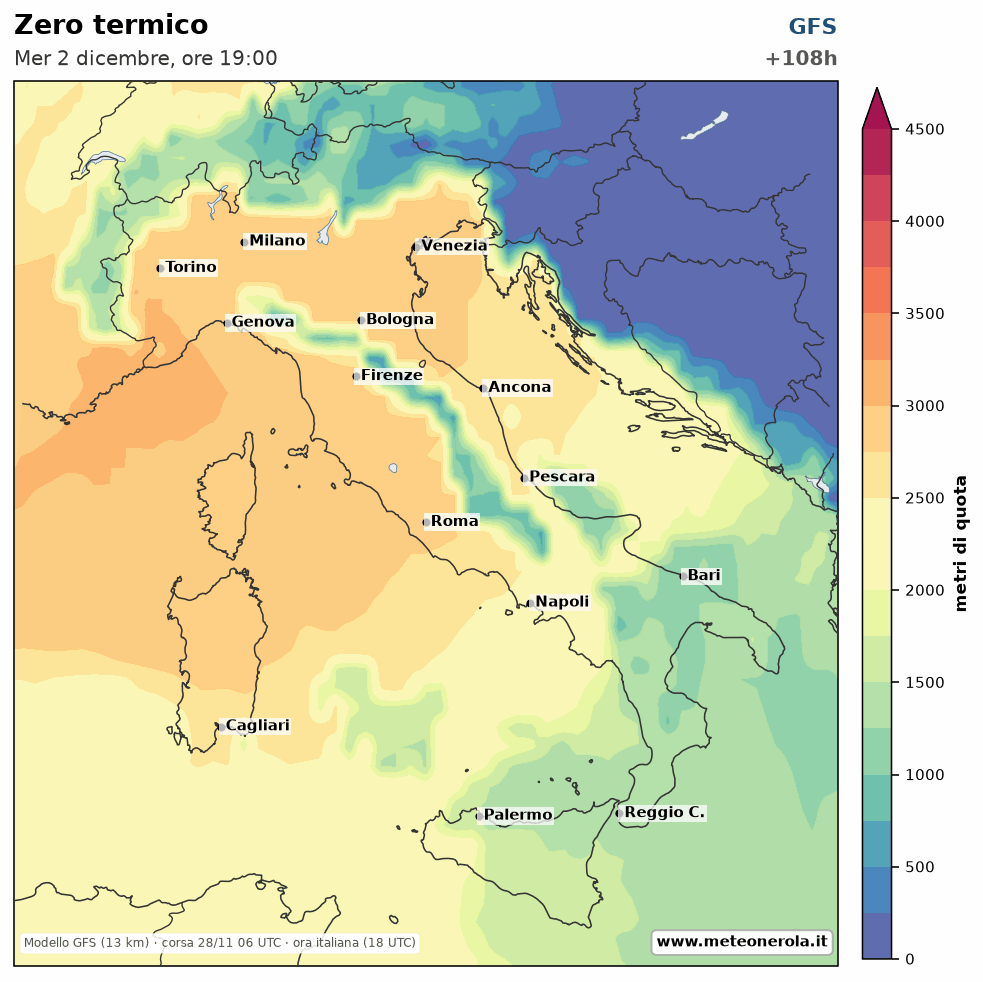 Zero termico
GFS
Mer 2 dicembre, ore 19:00
+108h
4500
4000
3500
3000
2500
2000
1500
1000
500
0
metri di quota
Milano
Venezia
Torino
Genova
Bologna
Firenze
Ancona
Pescara
Roma
Bari
Napoli
Cagliari
Palermo
Reggio C.
Modello GFS (13 km) · corsa 28/11 06 UTC · ora italiana (18 UTC)
www.meteonerola.it